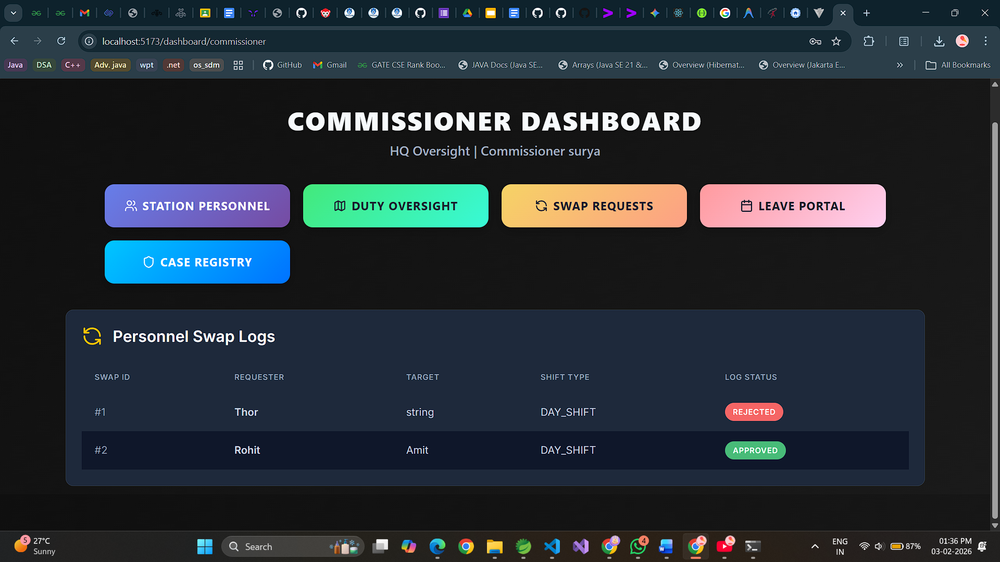 localhost:5173/dashboard/commissioner
Java DSA C++ Adv. java wpt .net os_sdm GitHub Gmail GATE CSE Rank Boo... JAVA Docs (Java SE... Arrays (Java SE 21 &... Overview (Hibernat... Overview (Jakarta E... » All Bookmarks
COMMISSIONER DASHBOARD
HQ Oversight | Commissioner surya
STATION PERSONNEL DUTY OVERSIGHT SWAP REQUESTS LEAVE PORTAL
CASE REGISTRY
Personnel Swap Logs
SWAP ID REQUESTER TARGET SHIFT TYPE LOG STATUS
#1 Thor string DAY_SHIFT REJECTED
#2 Rohit Amit DAY_SHIFT APPROVED
5 27°C
Sunny
Search
4
ENG
IN
87%
01:36 PM
03-02-2026